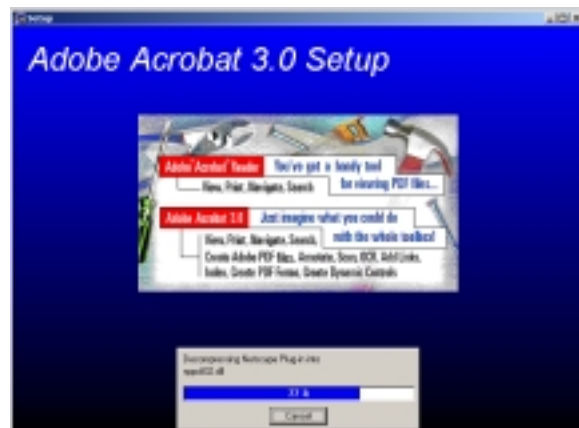 Setup
Adobe Acrobat 3.0 Setup
Adobe Acrobat Reader You've got a handy tool
View, Print, Navigate, Search for viewing PDF files...
Adobe Acrobat 3.0 Just imagine what you could do
View, Print, Navigate, Search, with the whole toolbox!
Create Adobe PDF files, Annotate, Scan, OCR, Add Links,
Index, Create PDF Forms, Create Dynamic Controls
Decompressing Netscape Plug-in into
Cancel